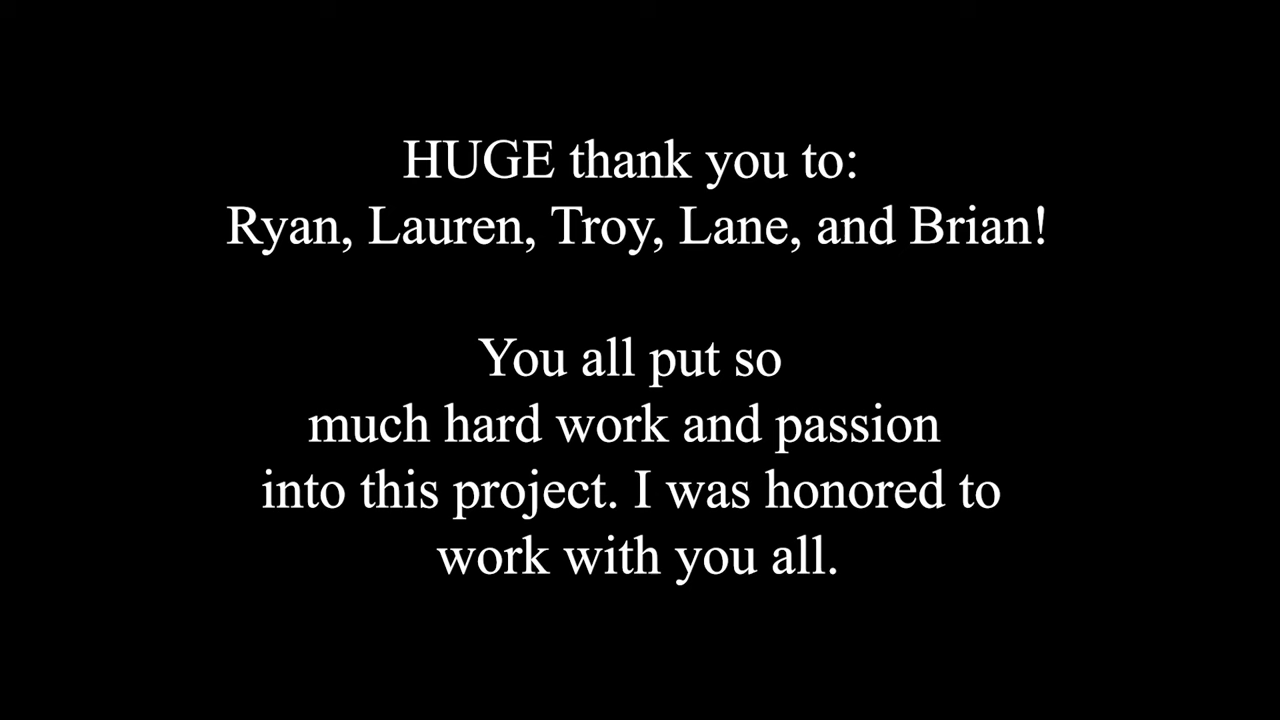 HUGE thank you to:
Ryan, Lauren, Troy, Lane, and Brian!
You all put so
much hard work and passion
into this project. I was honored to
work with you all.